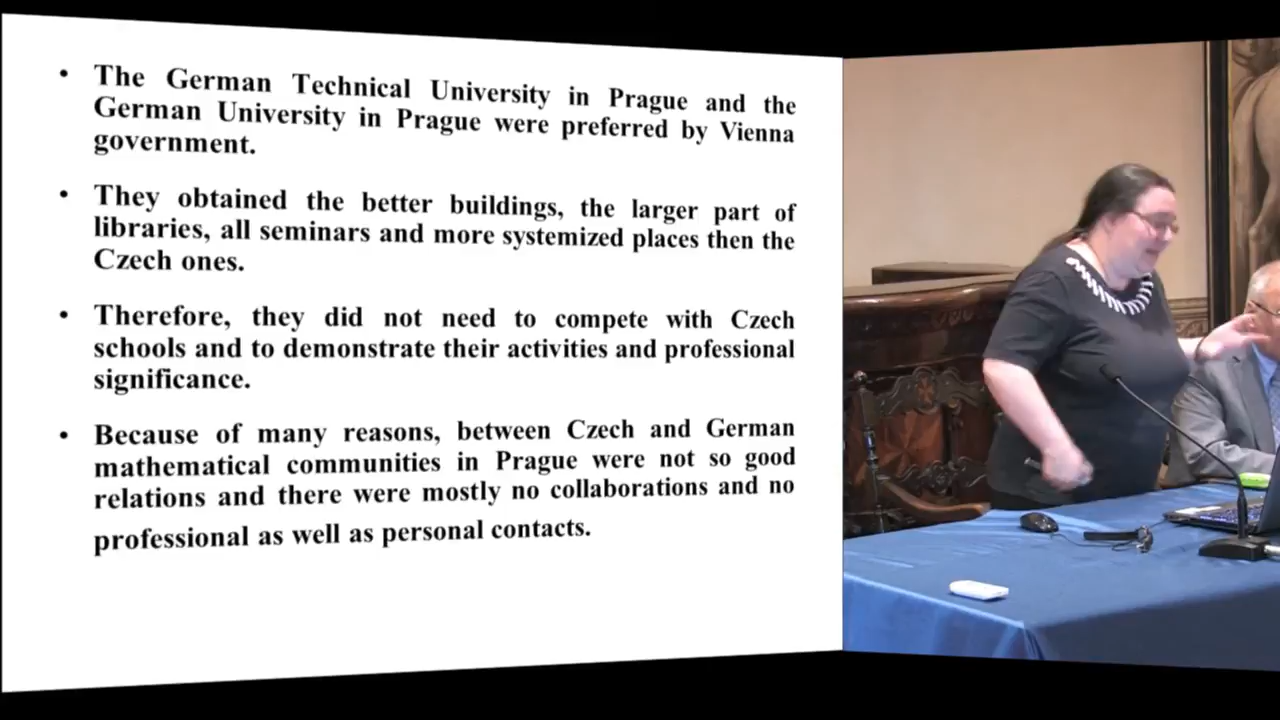 • The German Technical University in Prague and the
German University in Prague were preferred by Vienna
government.
• They obtained the better buildings, the larger part of
libraries, all seminars and more systemized places then the
Czech ones.
• Therefore, they did not need to compete with Czech
schools and to demonstrate their activities and professional
significance.
• Because of many reasons, between Czech and German
mathematical communities in Prague were not so good
relations and there were mostly no collaborations and no
professional as well as personal contacts.